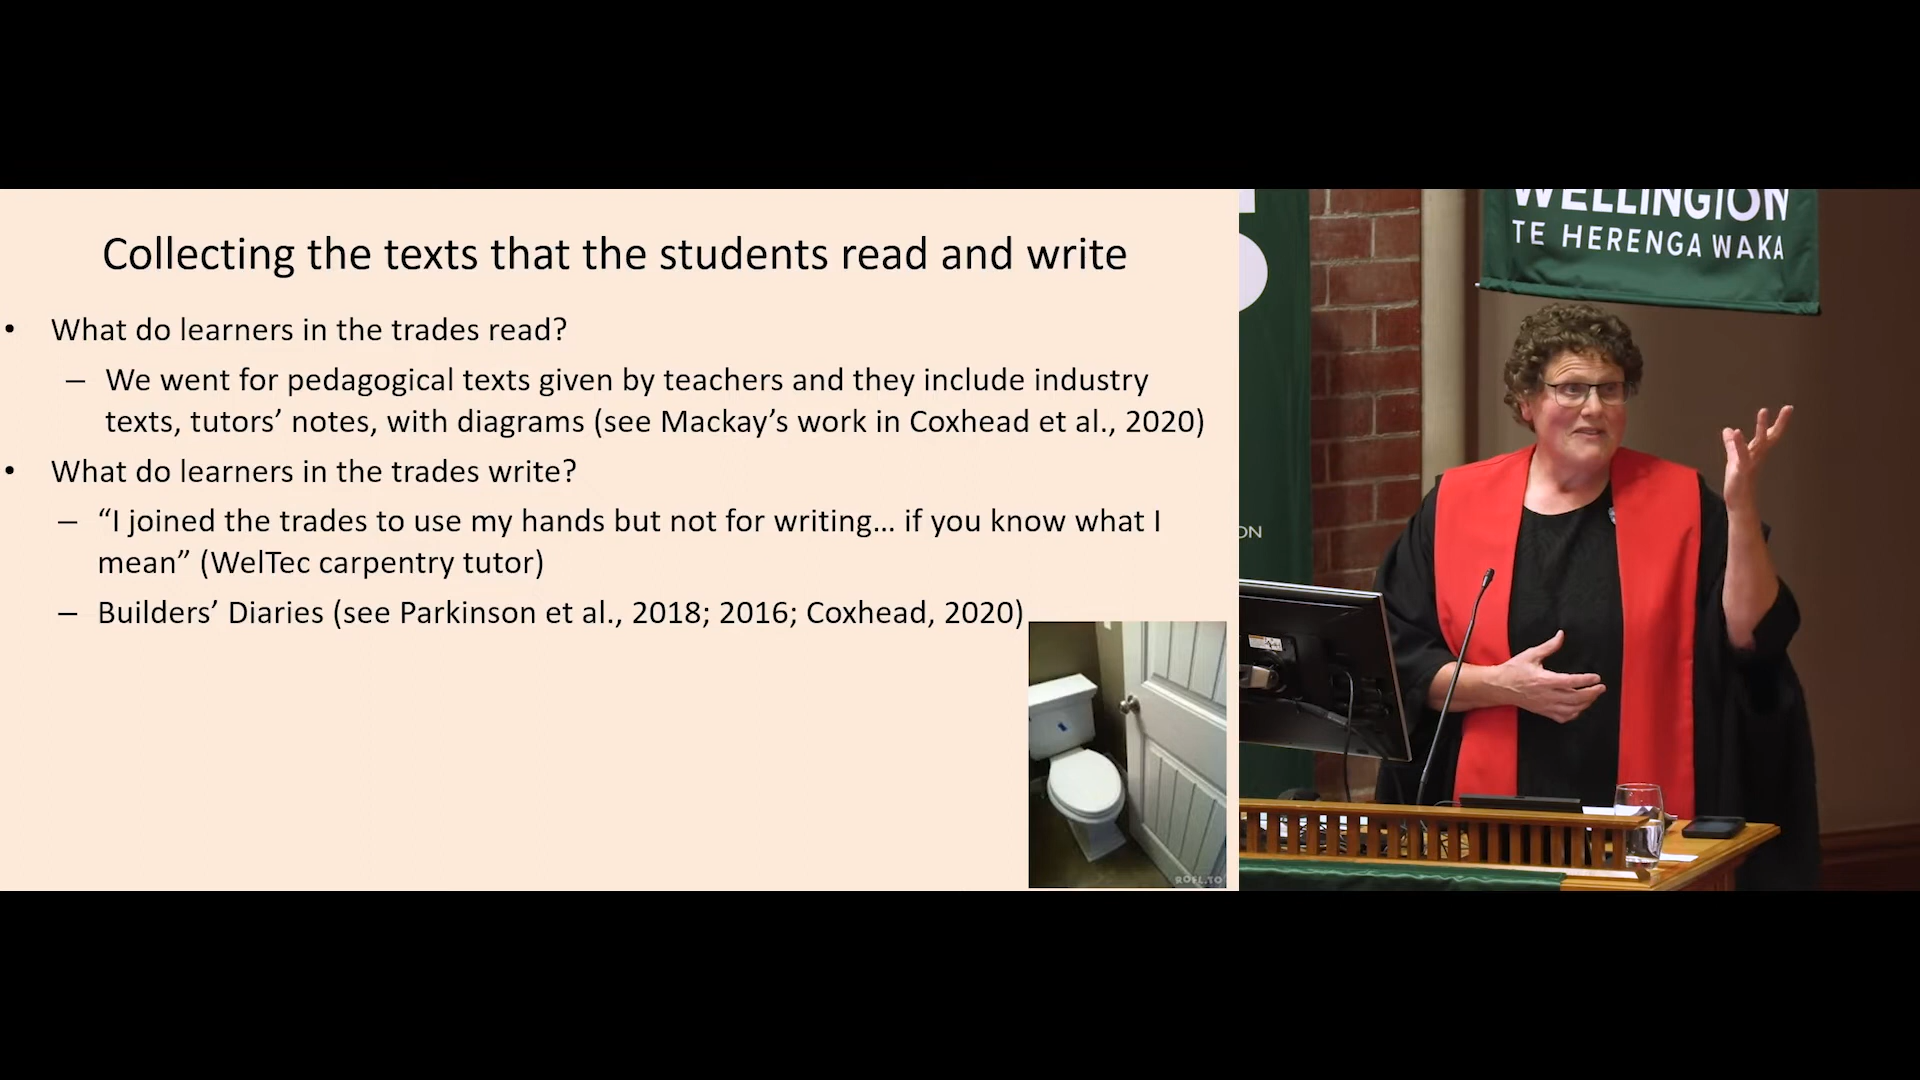 Collecting the texts that the students read and write
• What do learners in the trades read?
– We went for pedagogical texts given by teachers and they include industry
texts, tutors’ notes, with diagrams (see Mackay’s work in Coxhead et al., 2020)
• What do learners in the trades write?
– “I joined the trades to use my hands but not for writing... if you know what I
mean” (WelTec carpentry tutor)
– Builders’ Diaries (see Parkinson et al., 2018; 2016; Coxhead, 2020)
ROFL.TO
WELLINGTON
TE HERENGA WAKA
ON